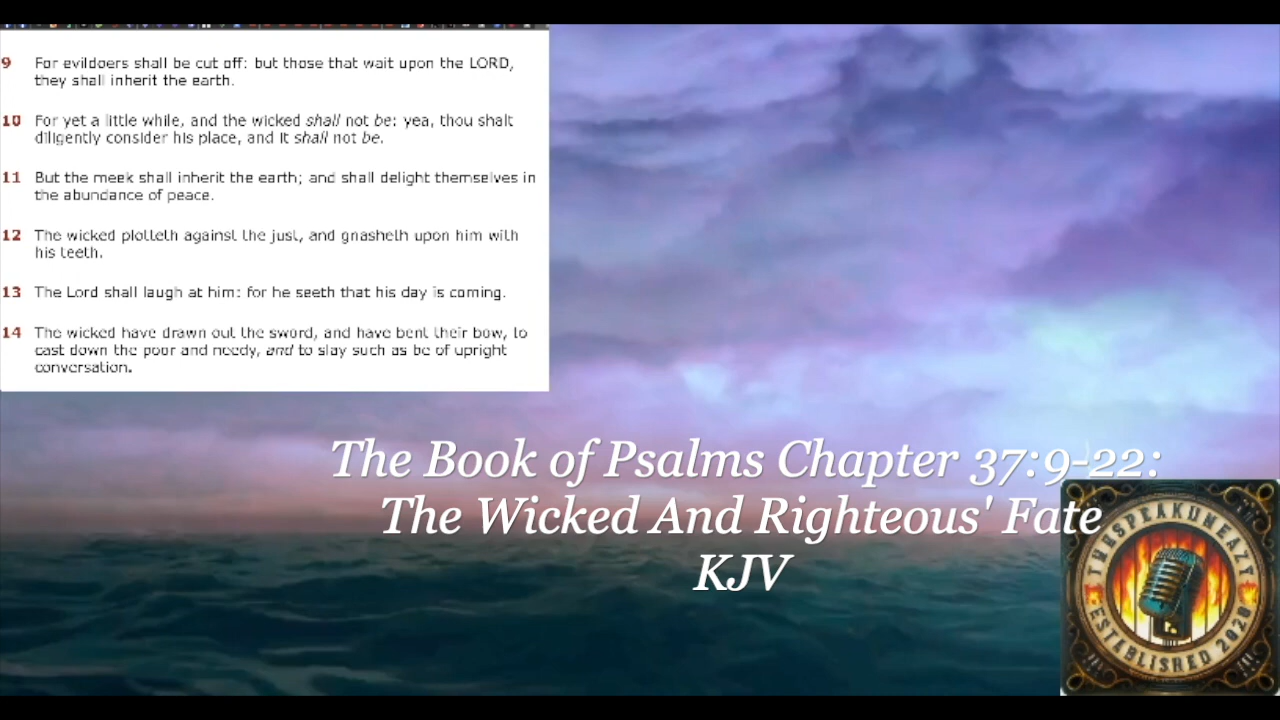 9 For evildoers shall be cut off: but those that wait upon the LORD,
they shall inherit the earth.
10 For yet a little while, and the wicked shall not be: yea, thou shalt
diligently consider his place, and it shall not be.
11 But the meek shall inherit the earth; and shall delight themselves in
the abundance of peace.
12 The wicked plotteth against the just, and gnasheth upon him with
his teeth.
13 The Lord shall laugh at him: for he seeth that his day is coming.
14 The wicked have drawn out the sword, and have bent their bow, to
cast down the poor and needy, and to slay such as be of upright
conversation.
The Book of Psalms Chapter 37:9-22:
The Wicked And Righteous' Fate
KJV
THESPEAKUNEAZY
ESTABLISHED 2020